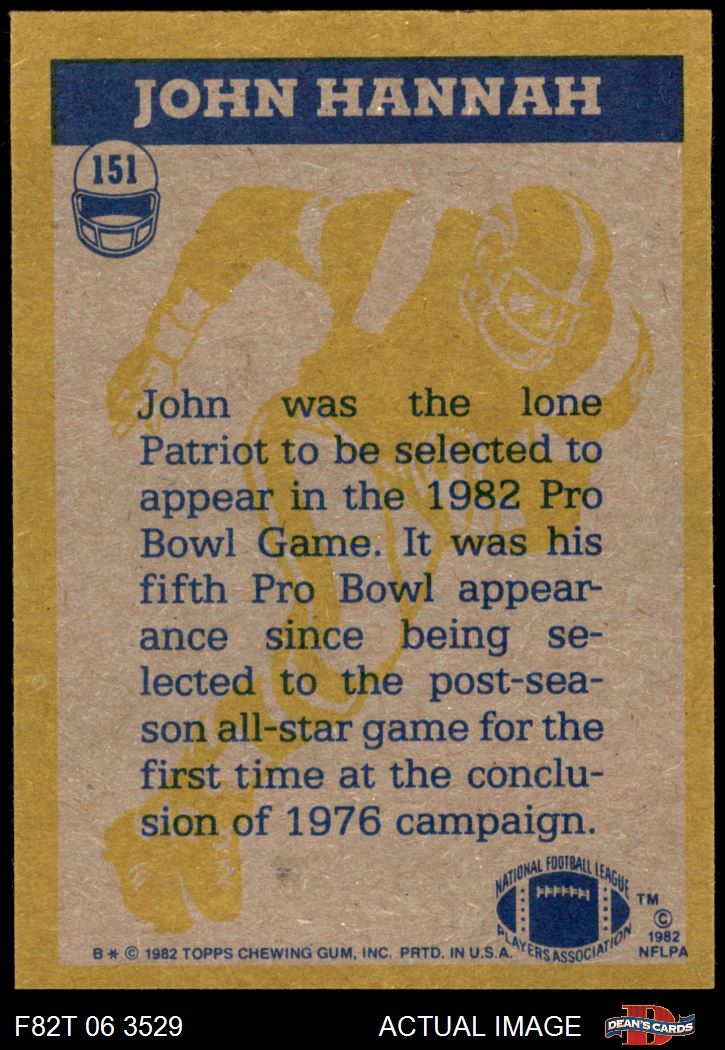 JOHN HANNAH
151
John was the lone
Patriot to be selected to
appear in the 1982 Pro
Bowl Game. It was his
fifth Pro Bowl appear-
ance since being se-
lected to the post-sea-
son all-star game for the
first time at the conclu-
sion of 1976 campaign.
NATIONAL FOOTBALL LEAGUE
PLAYERS ASSOCIATION
TM
©
1982
NFLPA
B * © 1982 TOPPS CHEWING GUM, INC. PRTD. IN U.S.A.
F82T 06 3529
ACTUAL IMAGE
D
DEAN'S CARDS